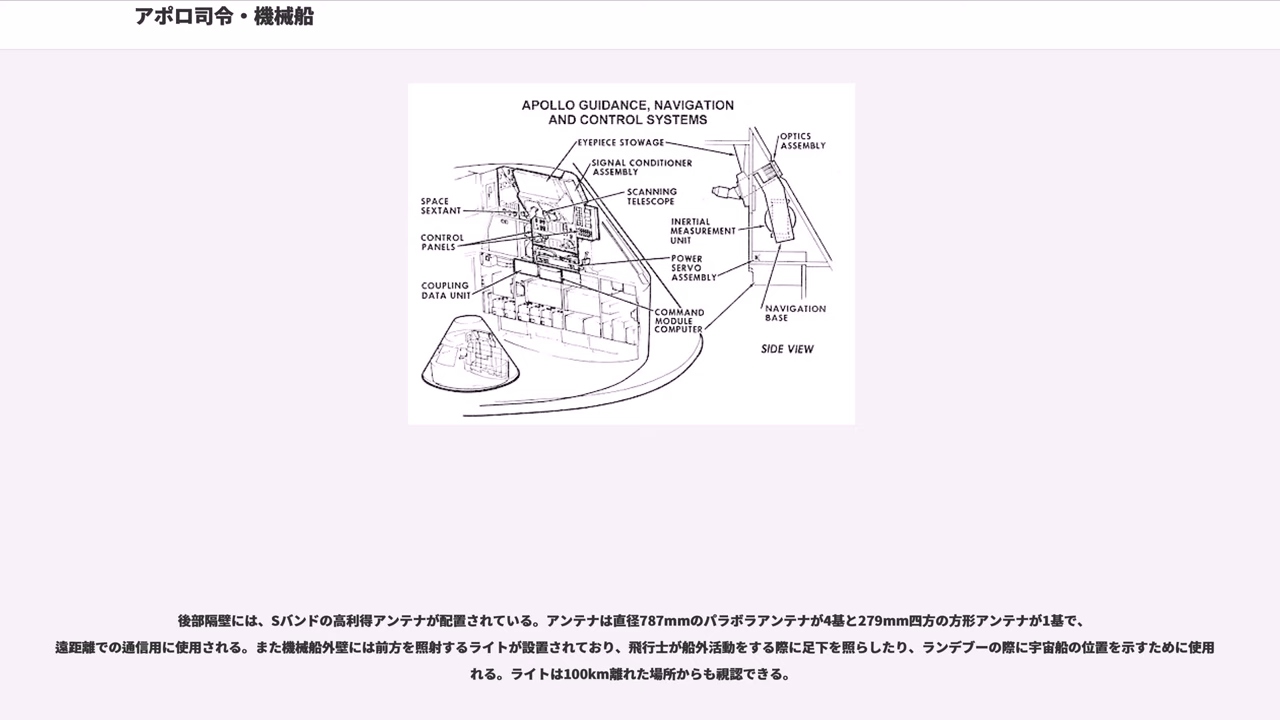 アポロ司令・機械船
APOLLO GUIDANCE, NAVIGATION
AND CONTROL SYSTEMS
EYEPIECE STOWAGE
OPTICS
ASSEMBLY
SIGNAL CONDITIONER
ASSEMBLY
SCANNING
TELESCOPE
SPACE
SEXTANT
INERTIAL
MEASUREMENT
UNIT
CONTROL
PANELS
POWER
SERVO
ASSEMBLY
COUPLING
DATA UNIT
COMMAND
MODULE
COMPUTER
NAVIGATION
BASE
SIDE VIEW
後部隔壁には、Sバンドの高利得アンテナが配置されている。アンテナは直径787mmのパラボラアンテナが4基と279mm四方の方形アンテナが1基で、
遠距離での通信用に使用される。また機械船外壁には前方を照射するライトが設置されており、飛行士が船外活動をする際に足下を照らしたり、ランデブーの際に宇宙船の位置を示すために使用
れる。ライトは100km離れた場所からも視認できる。